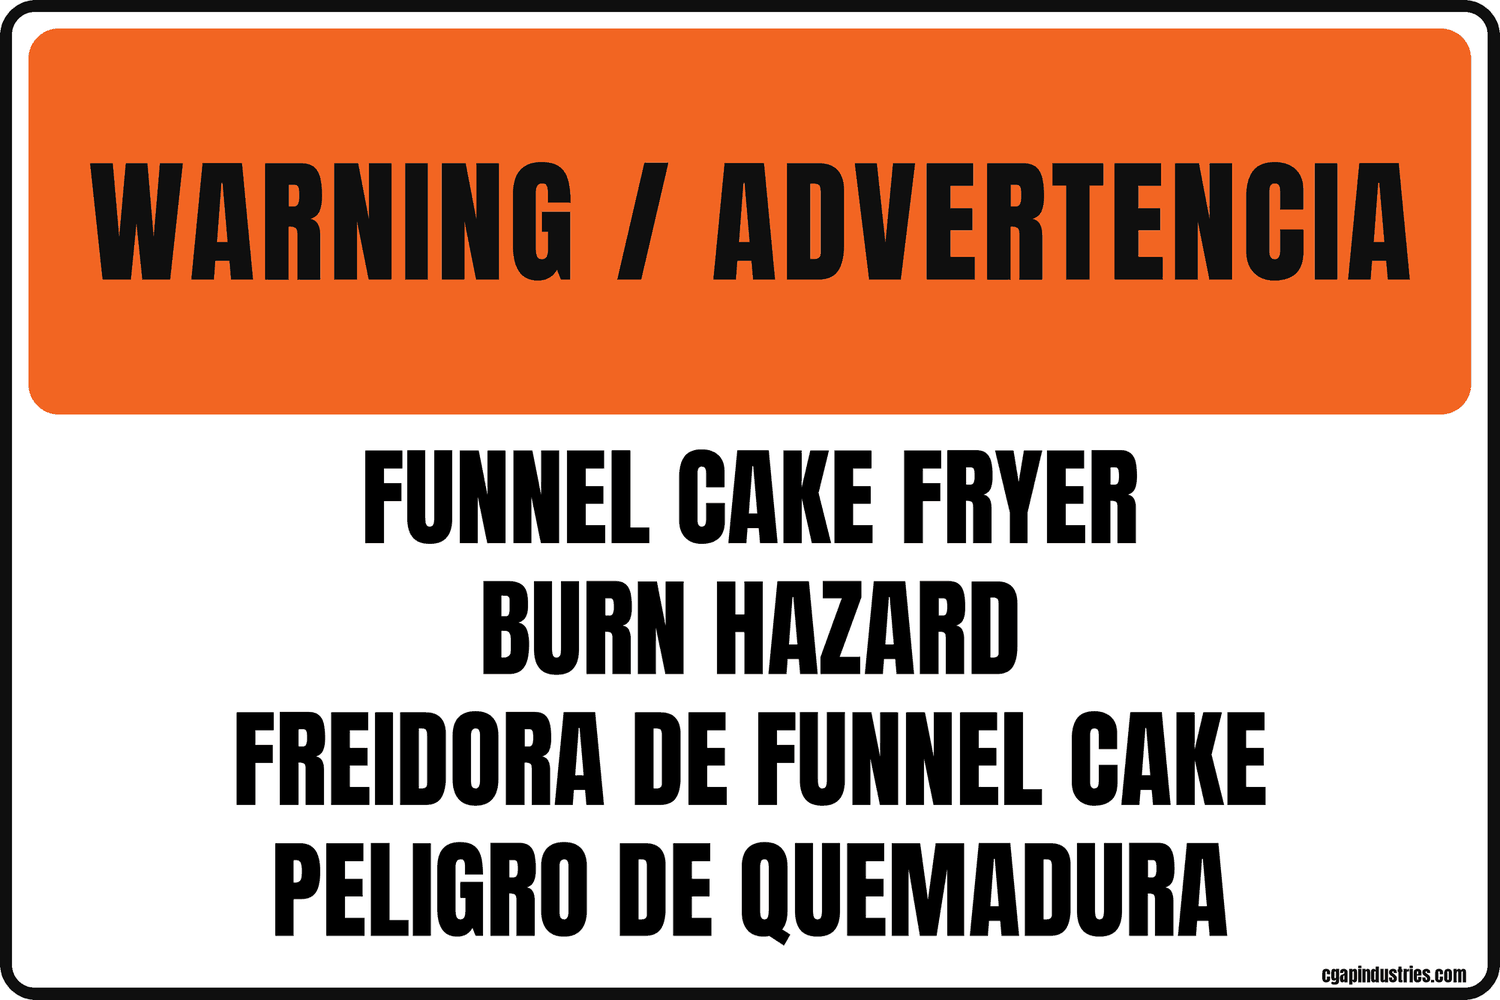 WARNING / ADVERTENCIA
FUNNEL CAKE FRYER
BURN HAZARD
FREIDORA DE FUNNEL CAKE
PELIGRO DE QUEMADURA
cgapindustries.com